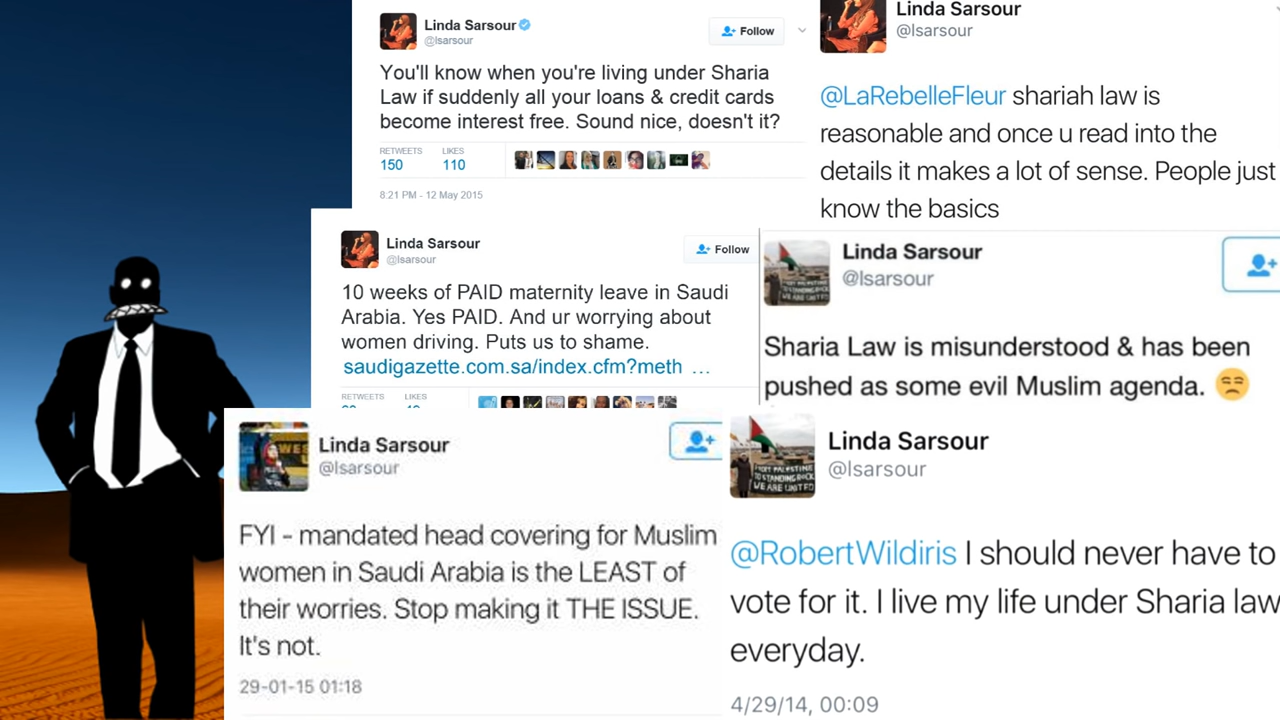 Linda Sarsour
@lsarsour
Follow
You'll know when you're living under Sharia
Law if suddenly all your loans & credit cards
become interest free. Sound nice, doesn't it?
RETWEETS LIKES
150 110
8:21 PM - 12 May 2015
Linda Sarsour
@lsarsour
@LaRebelleFleur shariah law is
reasonable and once u read into the
details it makes a lot of sense. People just
know the basics
Linda Sarsour
@lsarsour
Follow
10 weeks of PAID maternity leave in Saudi
Arabia. Yes PAID. And ur worrying about
women driving. Puts us to shame.
saudigazette.com.sa/index.cfm?meth ...
RETWEETS LIKES
Linda Sarsour
@lsarsour
Sharia Law is misunderstood & has been
pushed as some evil Muslim agenda.
Linda Sarsour
@lsarsour
FYI - mandated head covering for Muslim
women in Saudi Arabia is the LEAST of
their worries. Stop making it THE ISSUE.
It's not.
29-01-15 01:18
Linda Sarsour
@lsarsour
@RobertWildiris I should never have to
vote for it. I live my life under Sharia law
everyday.
4/29/14, 00:09